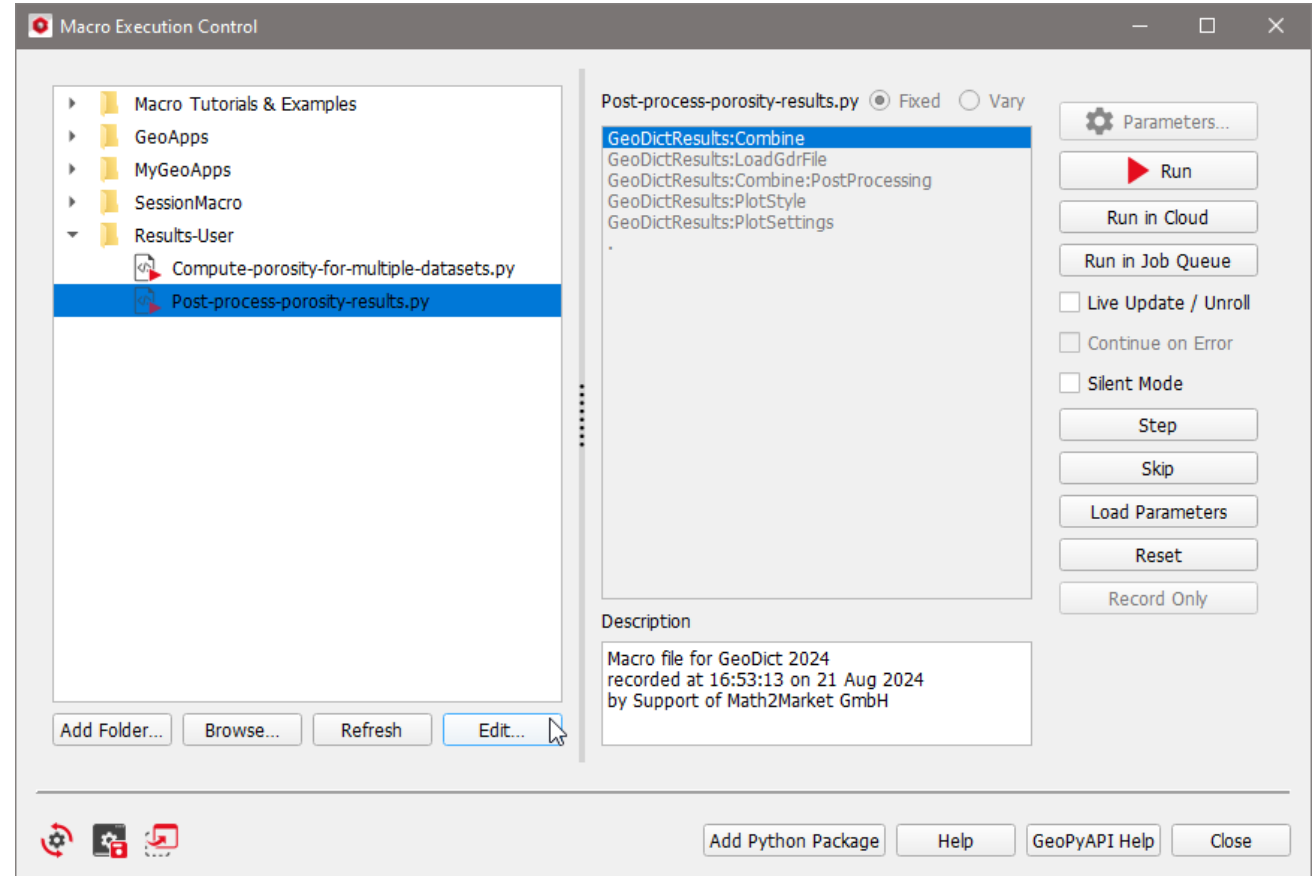 Macro Execution Control
Macro Tutorials & Examples
GeoApps
MyGeoApps
SessionMacro
Results-User
Compute-porosity-for-multiple-datasets.py
Post-process-porosity-results.py
Add Folder...
Browse...
Refresh
Edit...
Post-process-porosity-results.py Fixed Vary
GeoDictResults:Combine
GeoDictResults:LoadGdrFile
GeoDictResults:Combine:PostProcessing
GeoDictResults:PlotStyle
GeoDictResults:PlotSettings
.
Description
Macro file for GeoDict 2024
recorded at 16:53:13 on 21 Aug 2024
by Support of Math2Market GmbH
Parameters...
Run
Run in Cloud
Run in Job Queue
Live Update / Unroll
Continue on Error
Silent Mode
Step
Skip
Load Parameters
Reset
Record Only
Add Python Package
Help
GeoPyAPI Help
Close